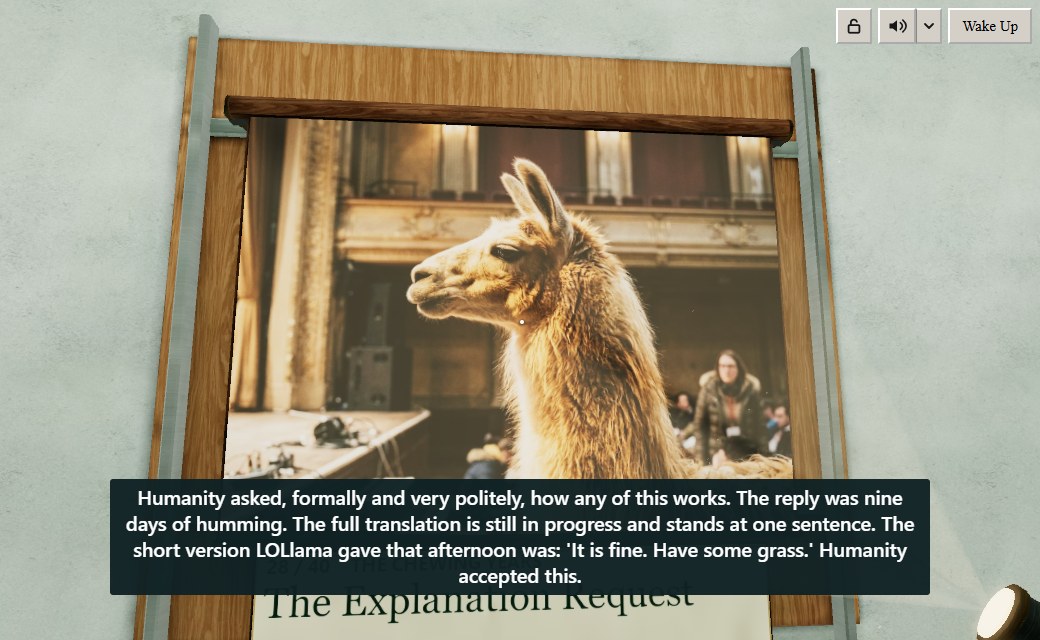 Wake Up
Humanity asked, formally and very politely, how any of this works. The reply was nine
days of humming. The full translation is still in progress and stands at one sentence. The
short version LOLlama gave that afternoon was: 'It is fine. Have some grass.' Humanity
accepted this.
The Explanation Request